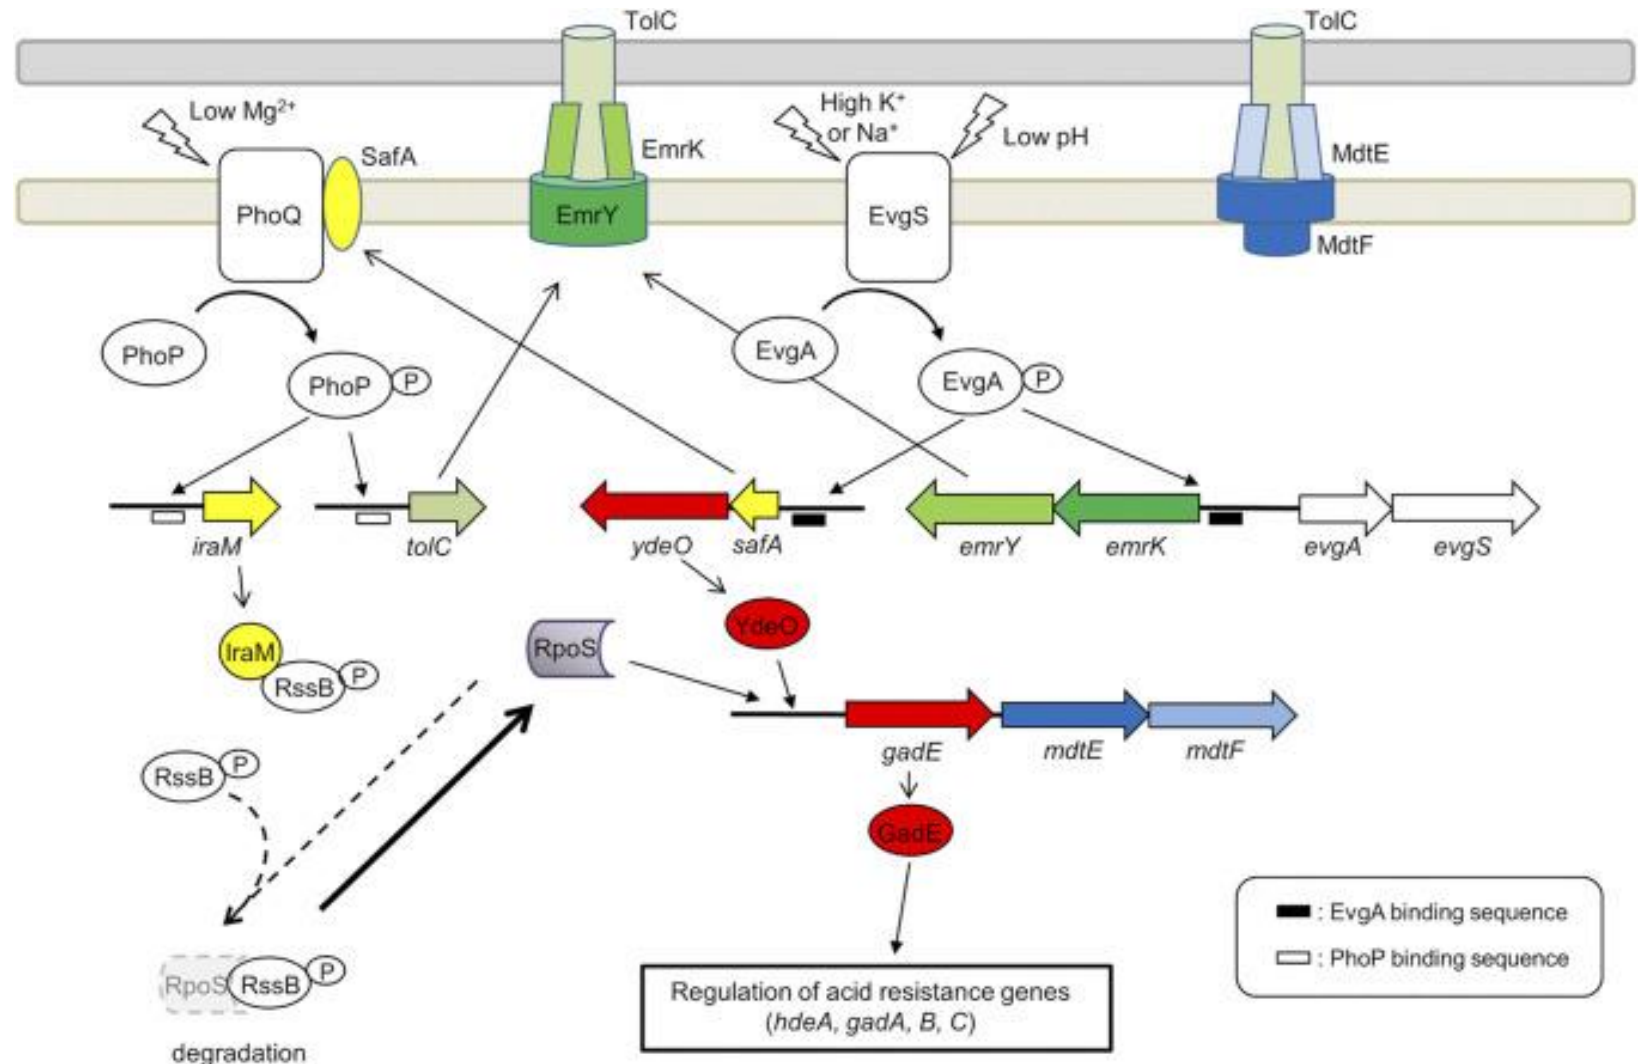 TolC
TolC
Low Mg²⁺
High K⁺
or Na⁺
Low pH
SafA
EmrK
MdtE
PhoQ
EmrY
EvgS
MdtF
PhoP
PhoP
P
EvgA
EvgA
P
iraM
tolC
ydeO
safA
emrY
emrK
evgA
evgS
IraM
RssB
P
RpoS
YdeO
gadE
mdtE
mdtF
RssB
P
GadE
RpoS
RssB
P
degradation
Regulation of acid resistance genes
(hdeA, gadA, B, C)
: EvgA binding sequence
: PhoP binding sequence